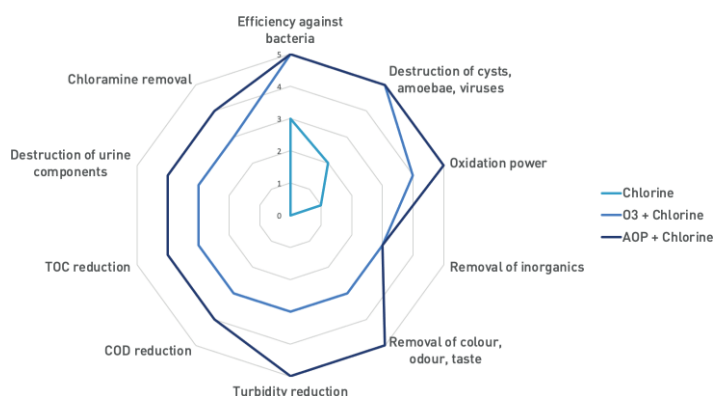 Efficiency against
bacteria
5
4
3
2
1
0
Destruction of cysts,
amoebae, viruses
Oxidation power
Removal of inorganics
Removal of colour,
odour, taste
Turbidity reduction
COD reduction
TOC reduction
Destruction of urine
components
Chloramine removal
Chlorine
O3 + Chlorine
AOP + Chlorine